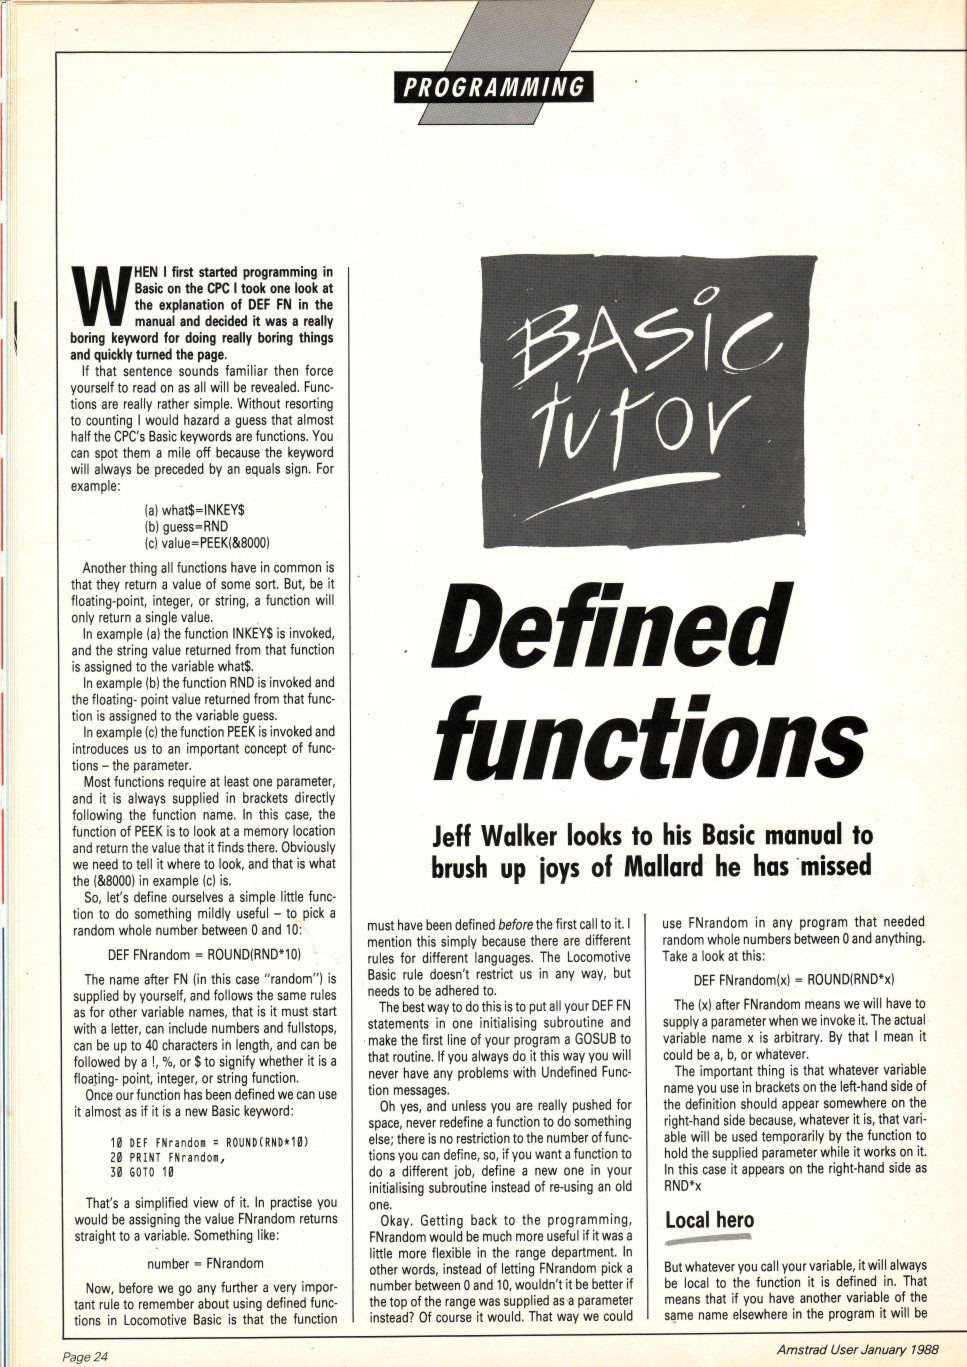 PROGRAMMING
WHEN I first started programming in
Basic on the CPC I took one look at
the explanation of DEF FN in the
manual and decided it was a really
boring keyword for doing really boring things
and quickly turned the page.
If that sentence sounds familiar then force
yourself to read on as all will be revealed. Func-
tions are really rather simple. Without resorting
to counting I would hazard a guess that almost
half the CPC's Basic keywords are functions. You
can spot them a mile off because the keyword
will always be preceded by an equals sign. For
example:
(a) what$=INKEY$
(b) guess=RND
(c) value=PEEK(&8000)
Another thing all functions have in common is
that they return a value of some sort. But, be it
floating-point, integer, or string, a function will
only return a single value.
In example (a) the function INKEY$ is invoked,
and the string value returned from that function
is assigned to the variable what$.
In example (b) the function RND is invoked and
the floating- point value returned from that func-
tion is assigned to the variable guess.
In example (c) the function PEEK is invoked and
introduces us to an important concept of func-
tions – the parameter.
Most functions require at least one parameter,
and it is always supplied in brackets directly
following the function name. In this case, the
function of PEEK is to look at a memory location
and return the value that it finds there. Obviously
we need to tell it where to look, and that is what
the (&8000) in example (c) is.
So, let's define ourselves a simple little func-
tion to do something mildly useful – to pick a
random whole number between 0 and 10:
DEF FNrandom = ROUND(RND*10)
The name after FN (in this case "random") is
supplied by yourself, and follows the same rules
as for other variable names, that is it must start
with a letter, can include numbers and fullstops,
can be up to 40 characters in length, and can be
followed by a !, %, or $ to signify whether it is a
floating- point, integer, or string function.
Once our function has been defined we can use
it almost as if it is a new Basic keyword:
10 DEF FNrandom = ROUND(RND*10)
20 PRINT FNrandom,
30 GOTO 10
That's a simplified view of it. In practise you
would be assigning the value FNrandom returns
straight to a variable. Something like:
number = FNrandom
Now, before we go any further a very impor-
tant rule to remember about using defined func-
tions in Locomotive Basic is that the function
BASIC
TUTOR
Defined
functions
Jeff Walker looks to his Basic manual to
brush up joys of Mallard he has missed
must have been defined before the first call to it. I
mention this simply because there are different
rules for different languages. The Locomotive
Basic rule doesn't restrict us in any way, but
needs to be adhered to.
The best way to do this is to put all your DEF FN
statements in one initialising subroutine and
make the first line of your program a GOSUB to
that routine. If you always do it this way you will
never have any problems with Undefined Func-
tion messages.
Oh yes, and unless you are really pushed for
space, never redefine a function to do something
else; there is no restriction to the number of func-
tions you can define, so, if you want a function to
do a different job, define a new one in your
initialising subroutine instead of re-using an old
one.
Okay. Getting back to the programming,
FNrandom would be much more useful if it was a
little more flexible in the range department. In
other words, instead of letting FNrandom pick a
number between 0 and 10, wouldn't it be better if
the top of the range was supplied as a parameter
instead? Of course it would. That way we could
use FNrandom in any program that needed
random whole numbers between 0 and anything.
Take a look at this:
DEF FNrandom(x) = ROUND(RND*x)
The (x) after FNrandom means we will have to
supply a parameter when we invoke it. The actual
variable name x is arbitrary. By that I mean it
could be a, b, or whatever.
The important thing is that whatever variable
name you use in brackets on the left-hand side of
the definition should appear somewhere on the
right-hand side because, whatever it is, that vari-
able will be used temporarily by the function to
hold the supplied parameter while it works on it.
In this case it appears on the right-hand side as
RND*x
Local hero
But whatever you call your variable, it will always
be local to the function it is defined in. That
means that if you have another variable of the
same name elsewhere in the program it will be
Page 24
Amstrad User January 1988